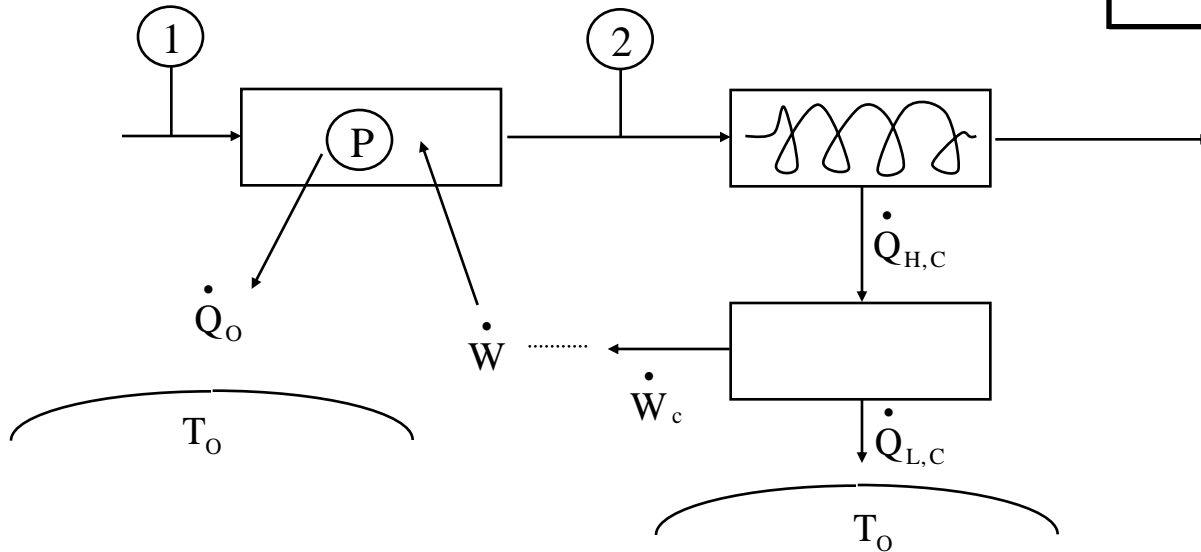 1
2
P
Q̇H,C
Q̇O
Ẇ ............
Ẇc
TO
Q̇L,C
TO